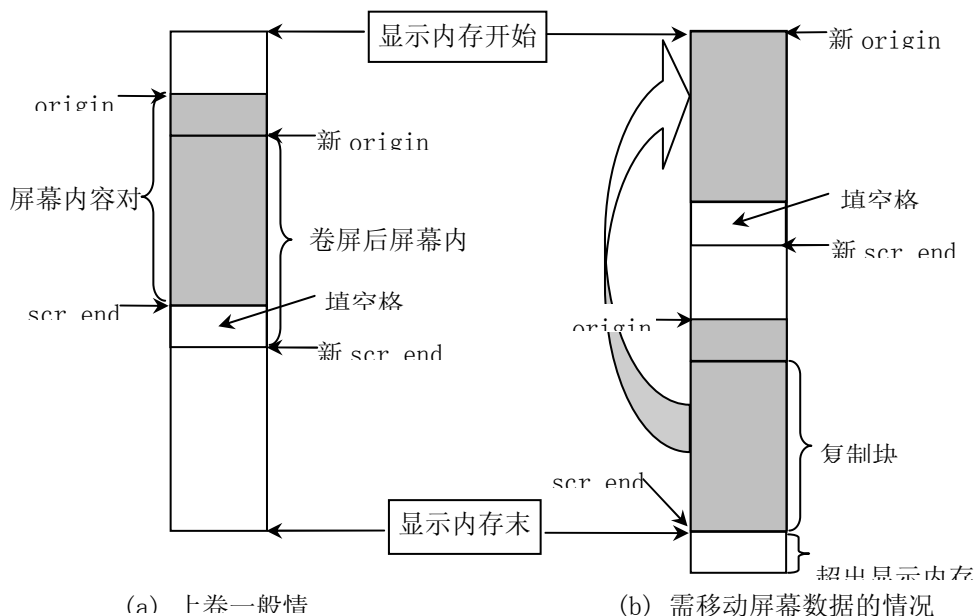 显示内存开始
origin
新 origin
屏幕内容对
卷屏后屏幕内
scr_end
填空格
新 scr_end
显示内存末
新 origin
填空格
新 scr_end
origin
复制块
scr_end
超出显示内存
(a) 上卷一般情
(b) 需移动屏幕数据的情况